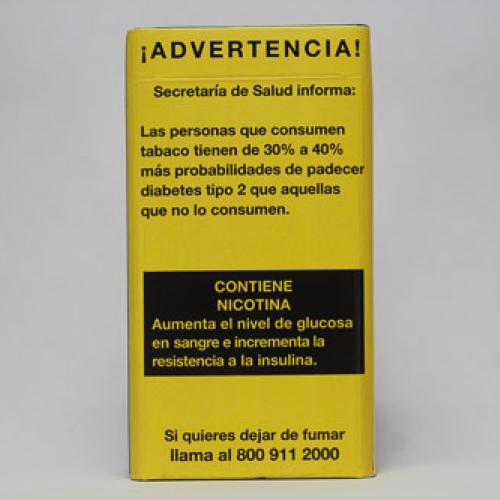 ¡ADVERTENCIA!
Secretaría de Salud informa:
Las personas que consumen
tabaco tienen de 30% a 40%
más probabilidades de padecer
diabetes tipo 2 que aquellas
que no lo consumen.
CONTIENE
NICOTINA
Aumenta el nivel de glucosa
en sangre e incrementa la
resistencia a la insulina.
Si quieres dejar de fumar
llama al 800 911 2000